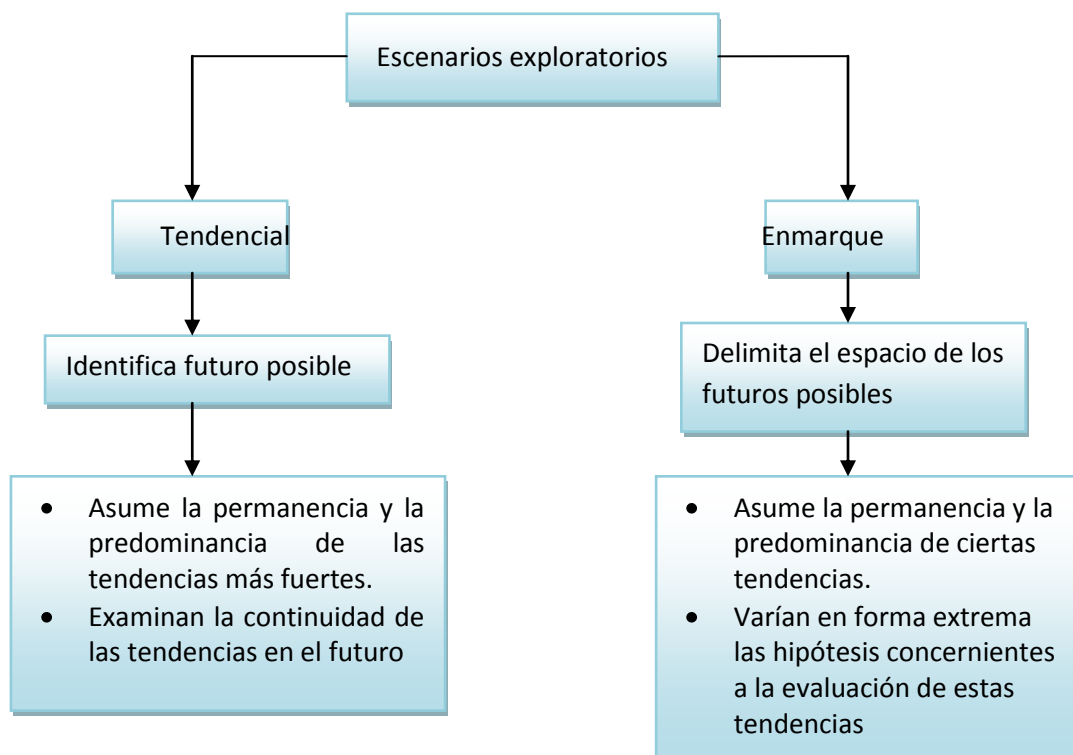 Escenarios exploratorios
Tendencial
Enmarque
Identifica futuro posible
Delimita el espacio de los
futuros posibles
• Asume la permanencia y la
predominancia de las
tendencias más fuertes.
• Examinan la continuidad de
las tendencias en el futuro
• Asume la permanencia y la
predominancia de ciertas
tendencias.
• Varían en forma extrema
las hipótesis concernientes
a la evaluación de estas
tendencias